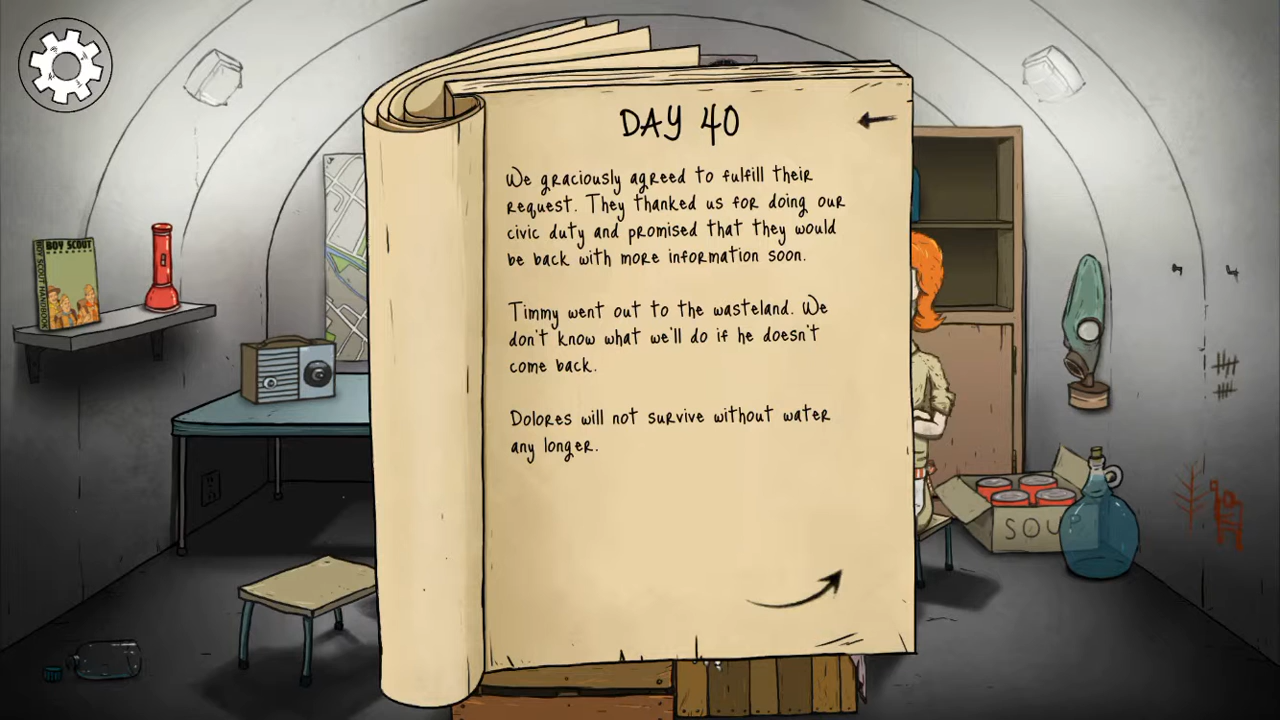 DAY 40
We graciously agreed to fulfill their
request. They thanked us for doing our
civic duty and promised that they would
be back with more information soon.
Timmy went out to the wasteland. We
don't know what we'll do if he doesn't
come back.
Dolores will not survive without water
any longer.
BOY SCOUT
BOY SCOUT HANDBOOK
SOUP